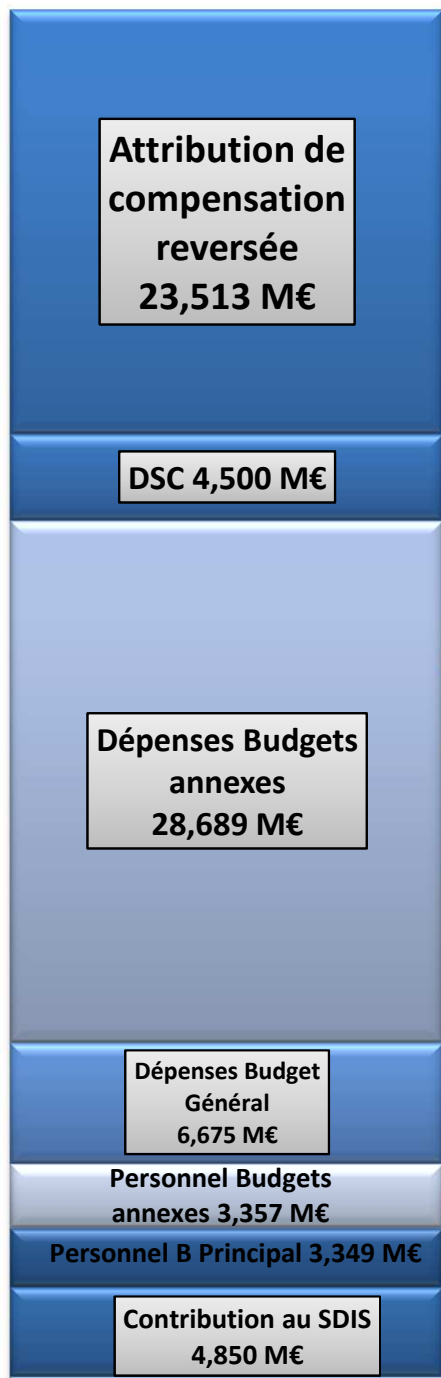 Attribution de
compensation
reversée
23,513 M€
DSC 4,500 M€
Dépenses Budgets
annexes
28,689 M€
Dépenses Budget
Général
6,675 M€
Personnel Budgets
annexes 3,357 M€
Personnel B Principal 3,349 M€
Contribution au SDIS
4,850 M€